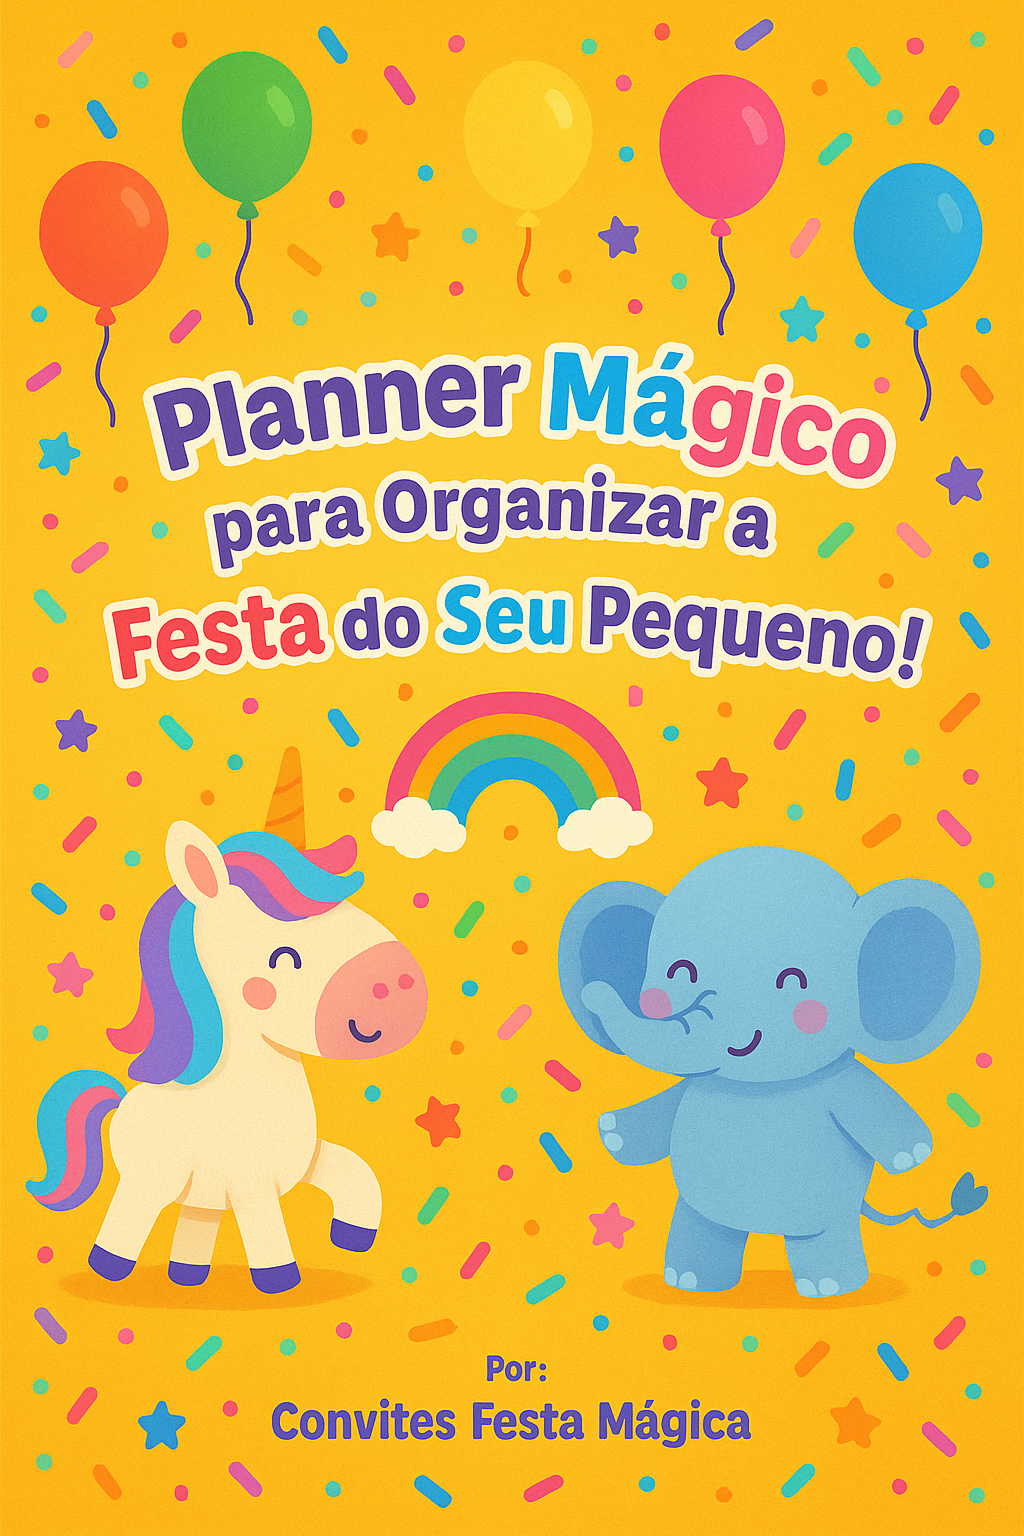 Planner Mágico
para Organizar a
Festa do Seu Pequeno!
Por:
Convites Festa Mágica